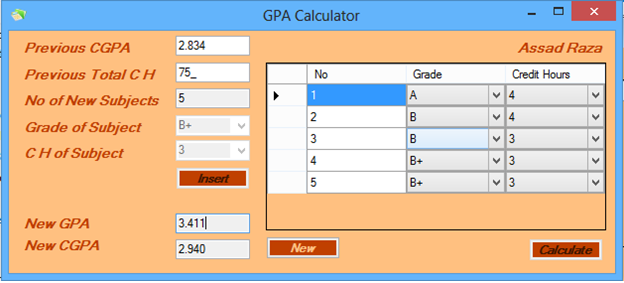 GPA Calculator
Previous CGPA 2.834
Assad Raza
Previous Total C H 75_
No of New Subjects 5
Grade of Subject B+
C H of Subject 3
Insert
No Grade Credit Hours
1 A 4
2 B 4
3 B 3
4 B+ 3
5 B+ 3
New GPA 3.411
New CGPA 2.940
New
Calculate